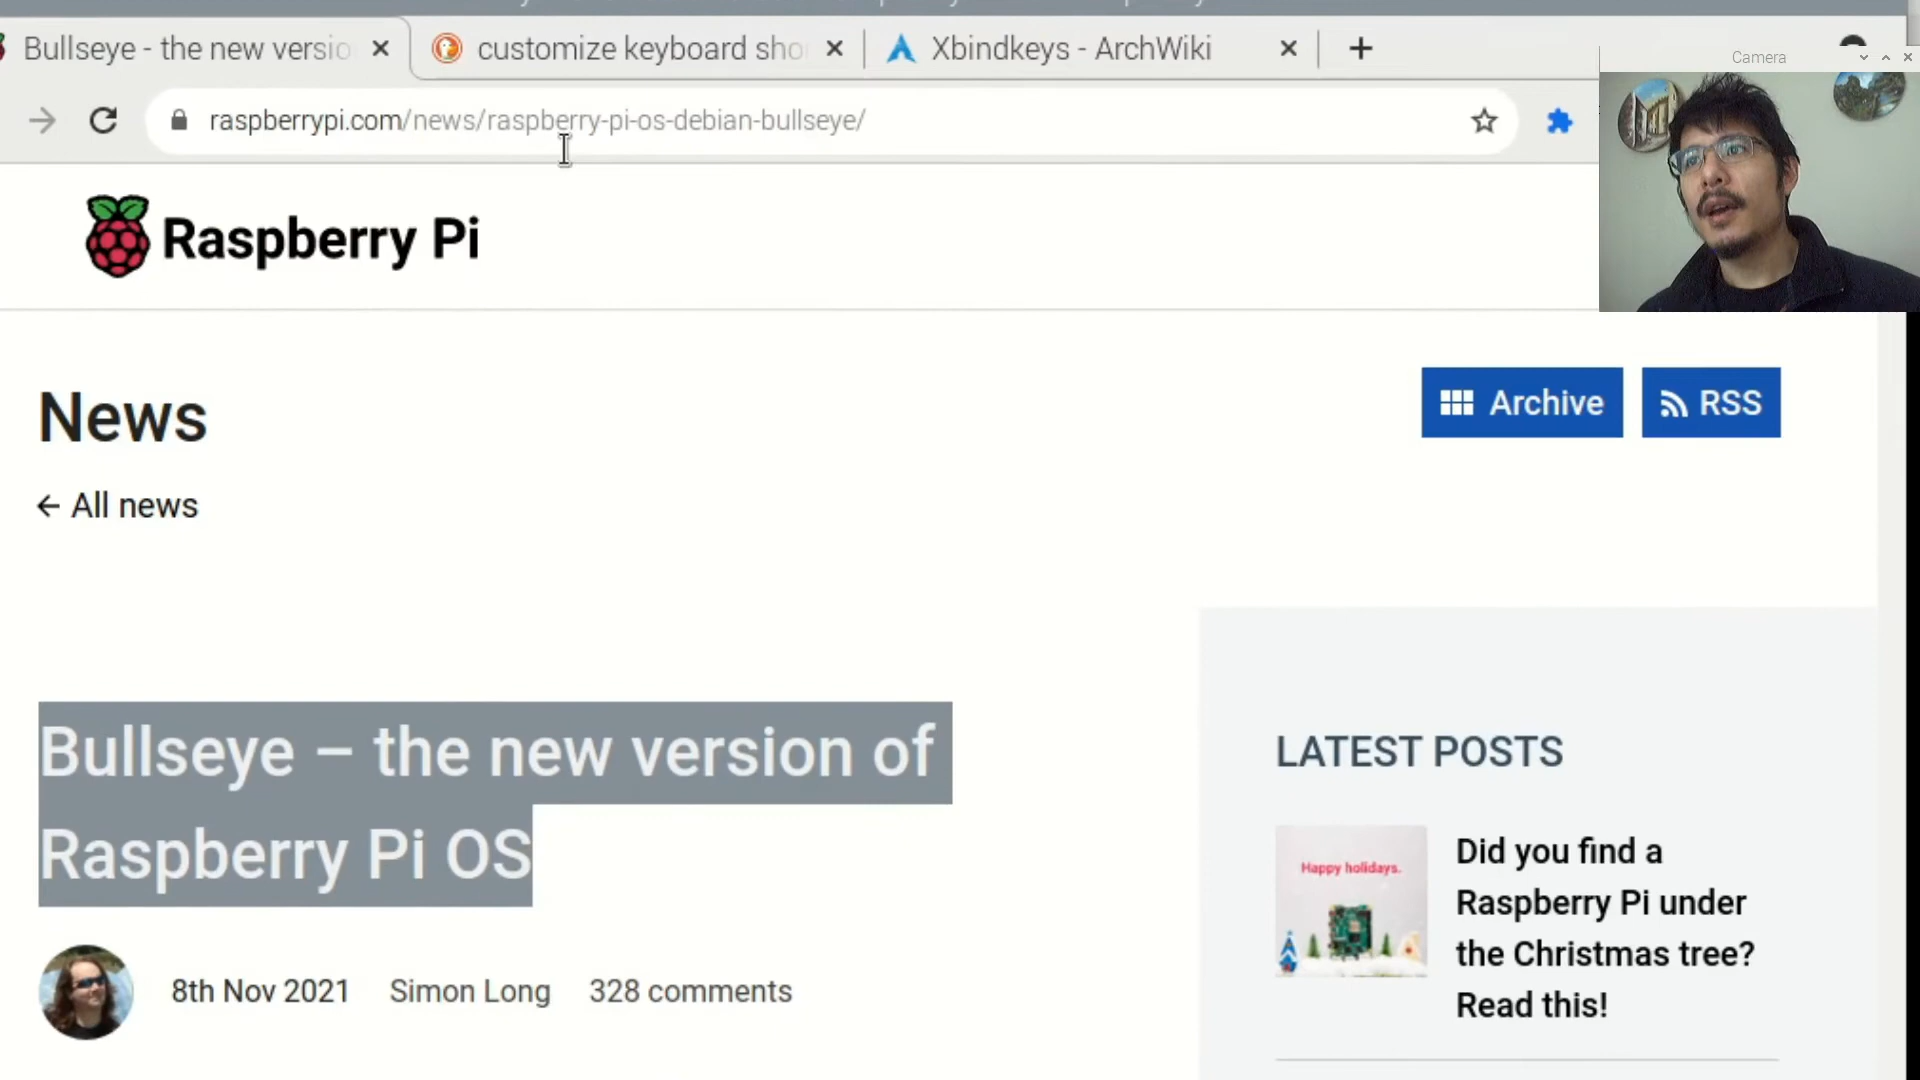 Bullseye - the new versio
customize keyboard sho
Xbindkeys - ArchWiki
Camera
raspberrypi.com/news/raspberry-pi-os-debian-bullseye/
Raspberry Pi
News
Archive
RSS
← All news
Bullseye – the new version of
Raspberry Pi OS
8th Nov 2021
Simon Long
328 comments
LATEST POSTS
Happy holidays.
Did you find a
Raspberry Pi under
the Christmas tree?
Read this!